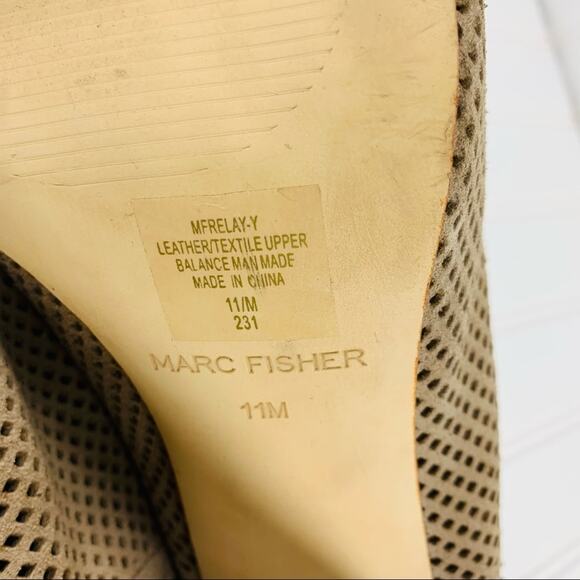 MFRELAY-Y
LEATHER/TEXTILE UPPER
BALANCE MAN MADE
MADE IN CHINA
11/M
231
MARC FISHER
11M